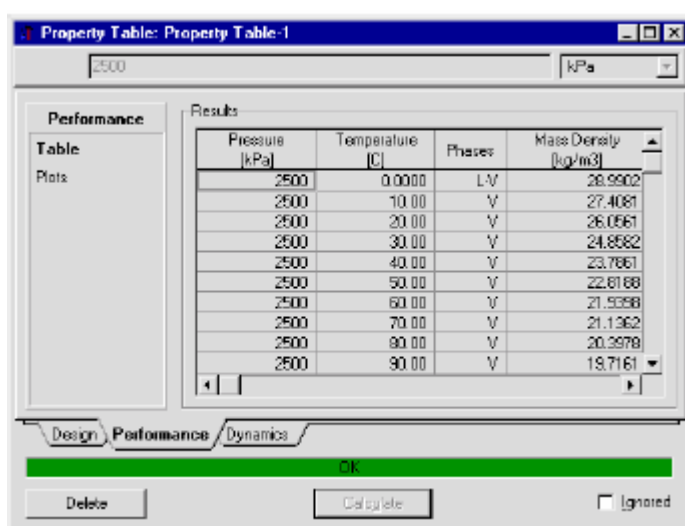 Property Table: Property Table-1
2500 kPa
Performance
Table
Plots
Results
Pressure [kPa] Temperature [C] Phases Mass Density [kg/m3]
2500 0.0000 L-V 28.9902
2500 10.00 V 27.4081
2500 20.00 V 26.0561
2500 30.00 V 24.8582
2500 40.00 V 23.7861
2500 50.00 V 22.8188
2500 60.00 V 21.9398
2500 70.00 V 21.1362
2500 80.00 V 20.3978
2500 90.00 V 19.7161
Design Performance Dynamics
OK
Delete Calculate Ignored